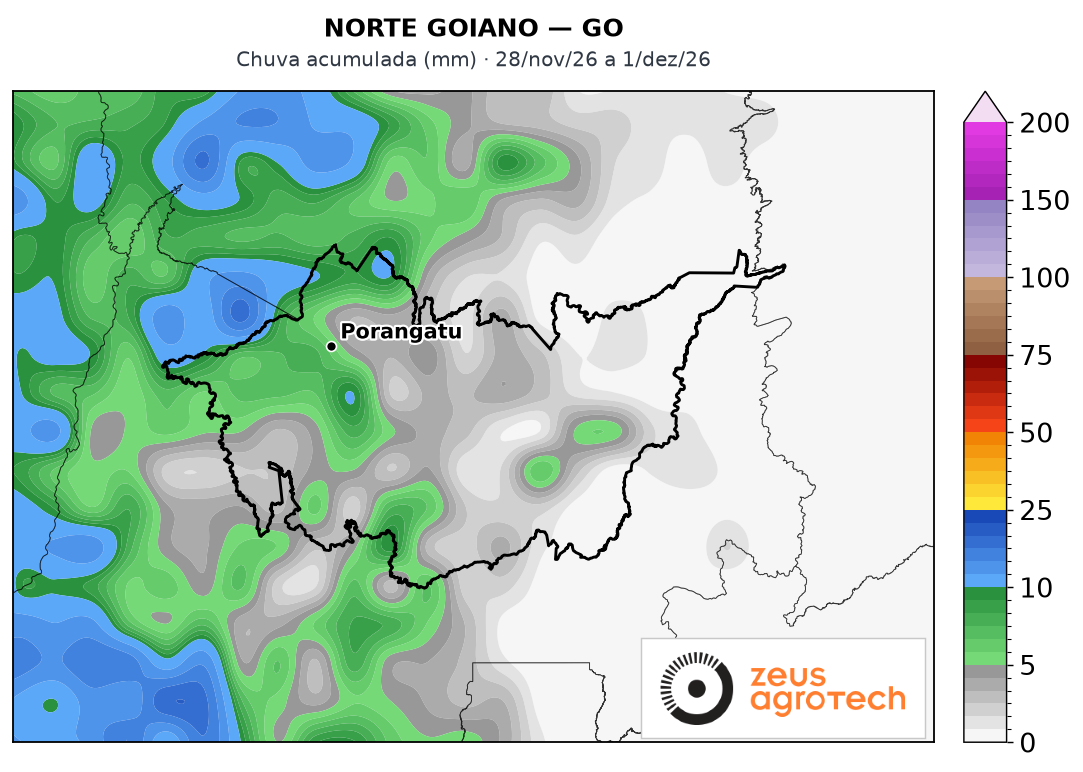 NORTE GOIANO — GO
Chuva acumulada (mm) · 28/nov/26 a 1/dez/26
Porangatu
200
150
100
75
50
25
10
5
0
zeus
agrotech